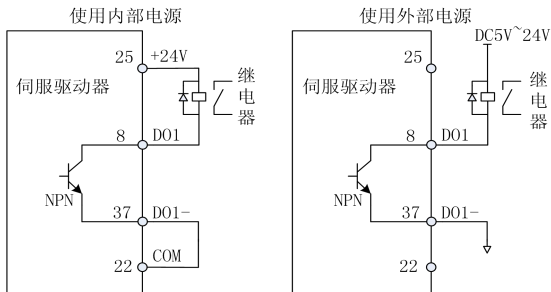 使用内部电源
25 +24V
伺服驱动器
继电器
8 DO1
NPN
37 DO1-
22 COM
使用外部电源
DC5V~24V
25
伺服驱动器
继电器
8 DO1
NPN
37 DO1-
22